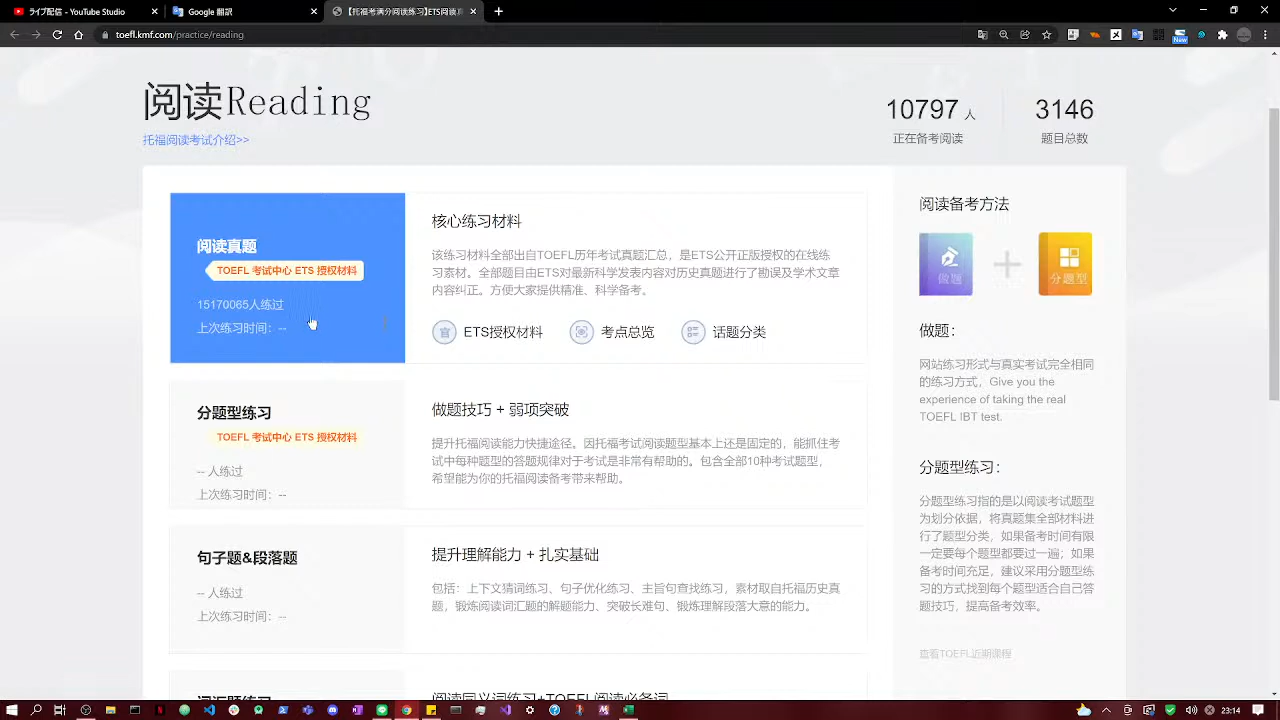 ライブ配信 - YouTube Studio
Google 翻訳
【托福考满分阅读练习】ETS阅读真
toefl.kmf.com/practice/reading
阅读Reading
托福阅读考试介绍>>
10797 人
正在备考阅读
3146
题目总数
阅读真题
TOEFL 考试中心 ETS 授权材料
15170065人练过
上次练习时间：--
核心练习材料
该练习材料全部出自TOEFL历年考试真题汇总，是ETS公开正版授权的在线练
习素材。全部题目由ETS对最新科学发表内容对历史真题进行了勘误及学术文章
内容纠正。方便大家提供精准、科学备考。
ETS授权材料
考点总览
话题分类
分题型练习
TOEFL 考试中心 ETS 授权材料
-- 人练过
上次练习时间：--
做题技巧 + 弱项突破
提升托福阅读能力快捷途径。因托福考试阅读题型基本上还是固定的，能抓住考
试中每种题型的答题规律对于考试是非常有帮助的。包含全部10种考试题型，
希望能为你的托福阅读备考带来帮助。
句子题&段落题
-- 人练过
上次练习时间：--
提升理解能力 + 扎实基础
包括：上下文猜词练习、句子优化练习、主旨句查找练习，素材取自托福历史真
题，锻炼阅读词汇题的解题能力、突破长难句、锻炼理解段落大意的能力。
词汇题练习
阅读同义词练习+TOEFL阅读必备词
阅读备考方法
做题
分题型
做题：
网站练习形式与真实考试完全相同
的练习方式，Give you the
experience of taking the real
TOEFL IBT test.
分题型练习：
分题型练习指的是以阅读考试题型
为划分依据，将真题集全部材料进
行了题型分类，如果备考时间有限
一定要每个题型都要过一遍；如果
备考时间充足，建议采用分题型练
习的方式找到每个题型适合自己答
题技巧，提高备考效率。
查看TOEFL近期课程
New
23:14